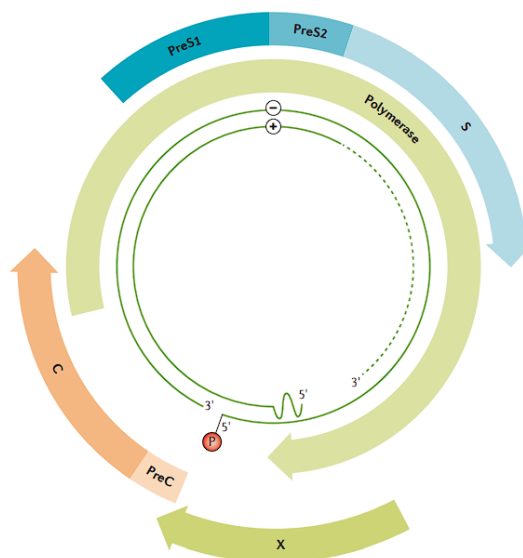 PreS1
PreS2
S
Polymerase
−
+
C
PreC
X
3'
5'
3'
5'
P